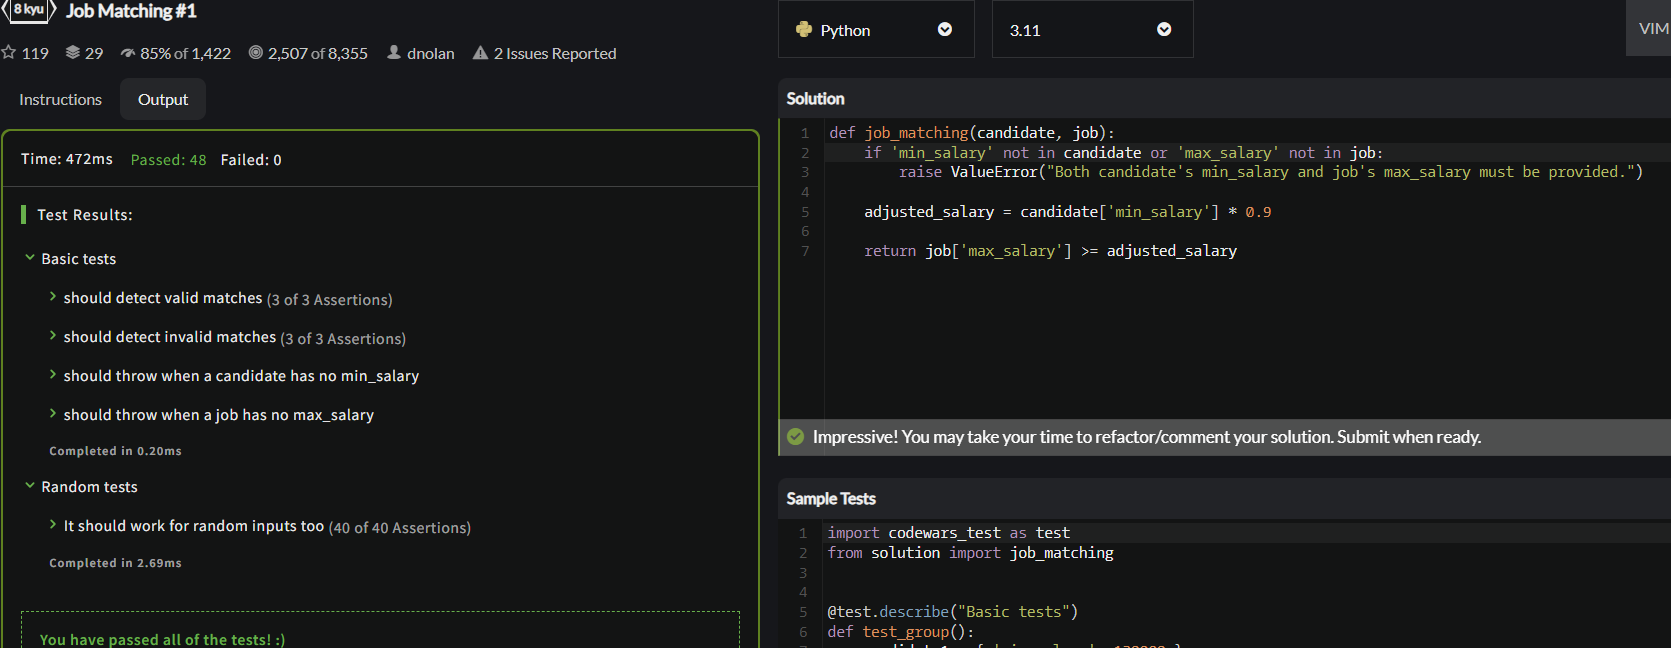 8 kyu
Job Matching #1
119 29 85% of 1,422 2,507 of 8,355 dnolan 2 Issues Reported
Instructions Output
Time: 472ms Passed: 48 Failed: 0
Test Results:
Basic tests
should detect valid matches (3 of 3 Assertions)
should detect invalid matches (3 of 3 Assertions)
should throw when a candidate has no min_salary
should throw when a job has no max_salary
Completed in 0.20ms
Random tests
It should work for random inputs too (40 of 40 Assertions)
Completed in 2.69ms
You have passed all of the tests! :)
Python
3.11
VIM
Solution
1 def job_matching(candidate, job):
2 if 'min_salary' not in candidate or 'max_salary' not in job:
3 raise ValueError("Both candidate's min_salary and job's max_salary must be provided.")
4
5 adjusted_salary = candidate['min_salary'] * 0.9
6
7 return job['max_salary'] >= adjusted_salary
Impressive! You may take your time to refactor/comment your solution. Submit when ready.
Sample Tests
1 import codewars_test as test
2 from solution import job_matching
3
4
5 @test.describe("Basic tests")
6 def test_group():